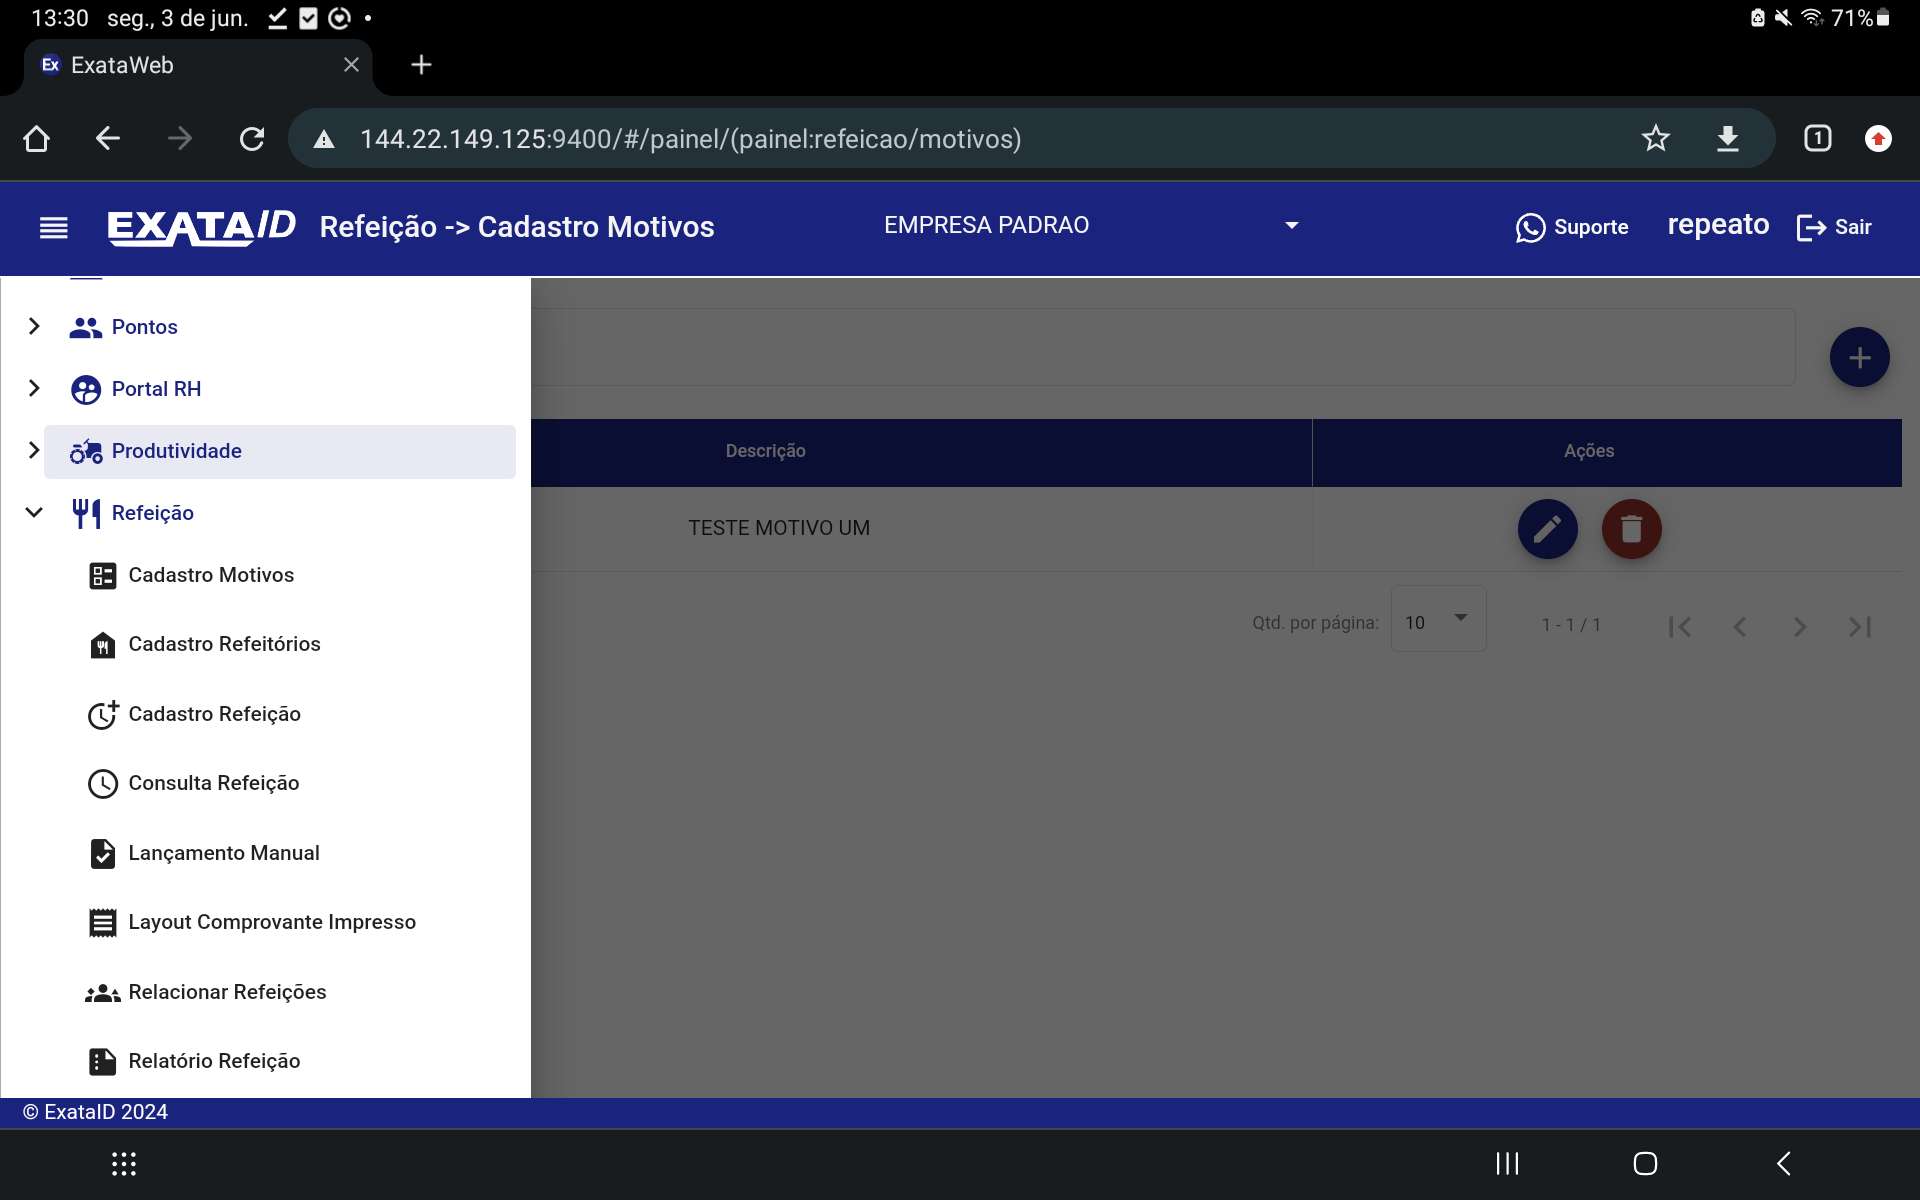 13:30 seg., 3 de jun. 71%
Ex ExataWeb
144.22.149.125:9400/#/painel/(painel:refeicao/motivos) 1
EXATAID Refeição -> Cadastro Motivos EMPRESA PADRAO Suporte repeato Sair
Pontos
Portal RH
Produtividade Descrição Ações
Refeição TESTE MOTIVO UM
Cadastro Motivos
Qtd. por página: 10 1 - 1 / 1
Cadastro Refeitórios
Cadastro Refeição
Consulta Refeição
Lançamento Manual
Layout Comprovante Impresso
Relacionar Refeições
Relatório Refeição
© ExataID 2024